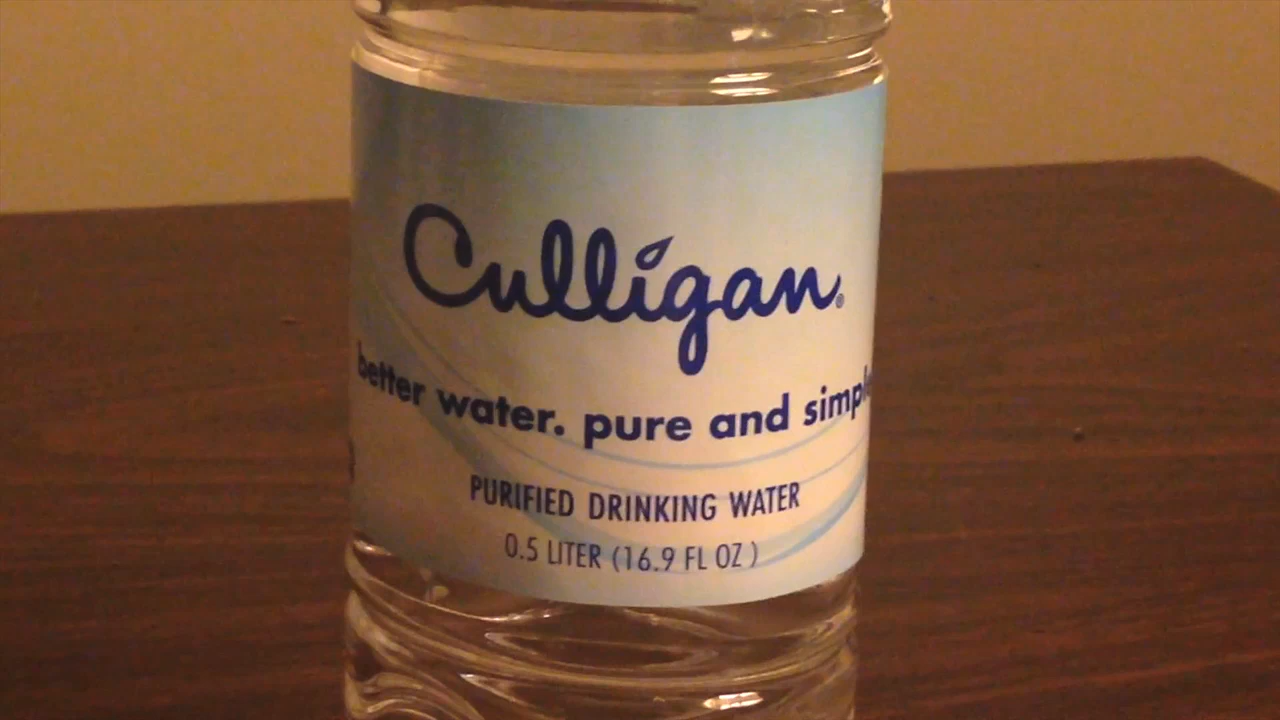 Culligan®
better water. pure and simple
PURIFIED DRINKING WATER
0.5 LITER (16.9 FL OZ)